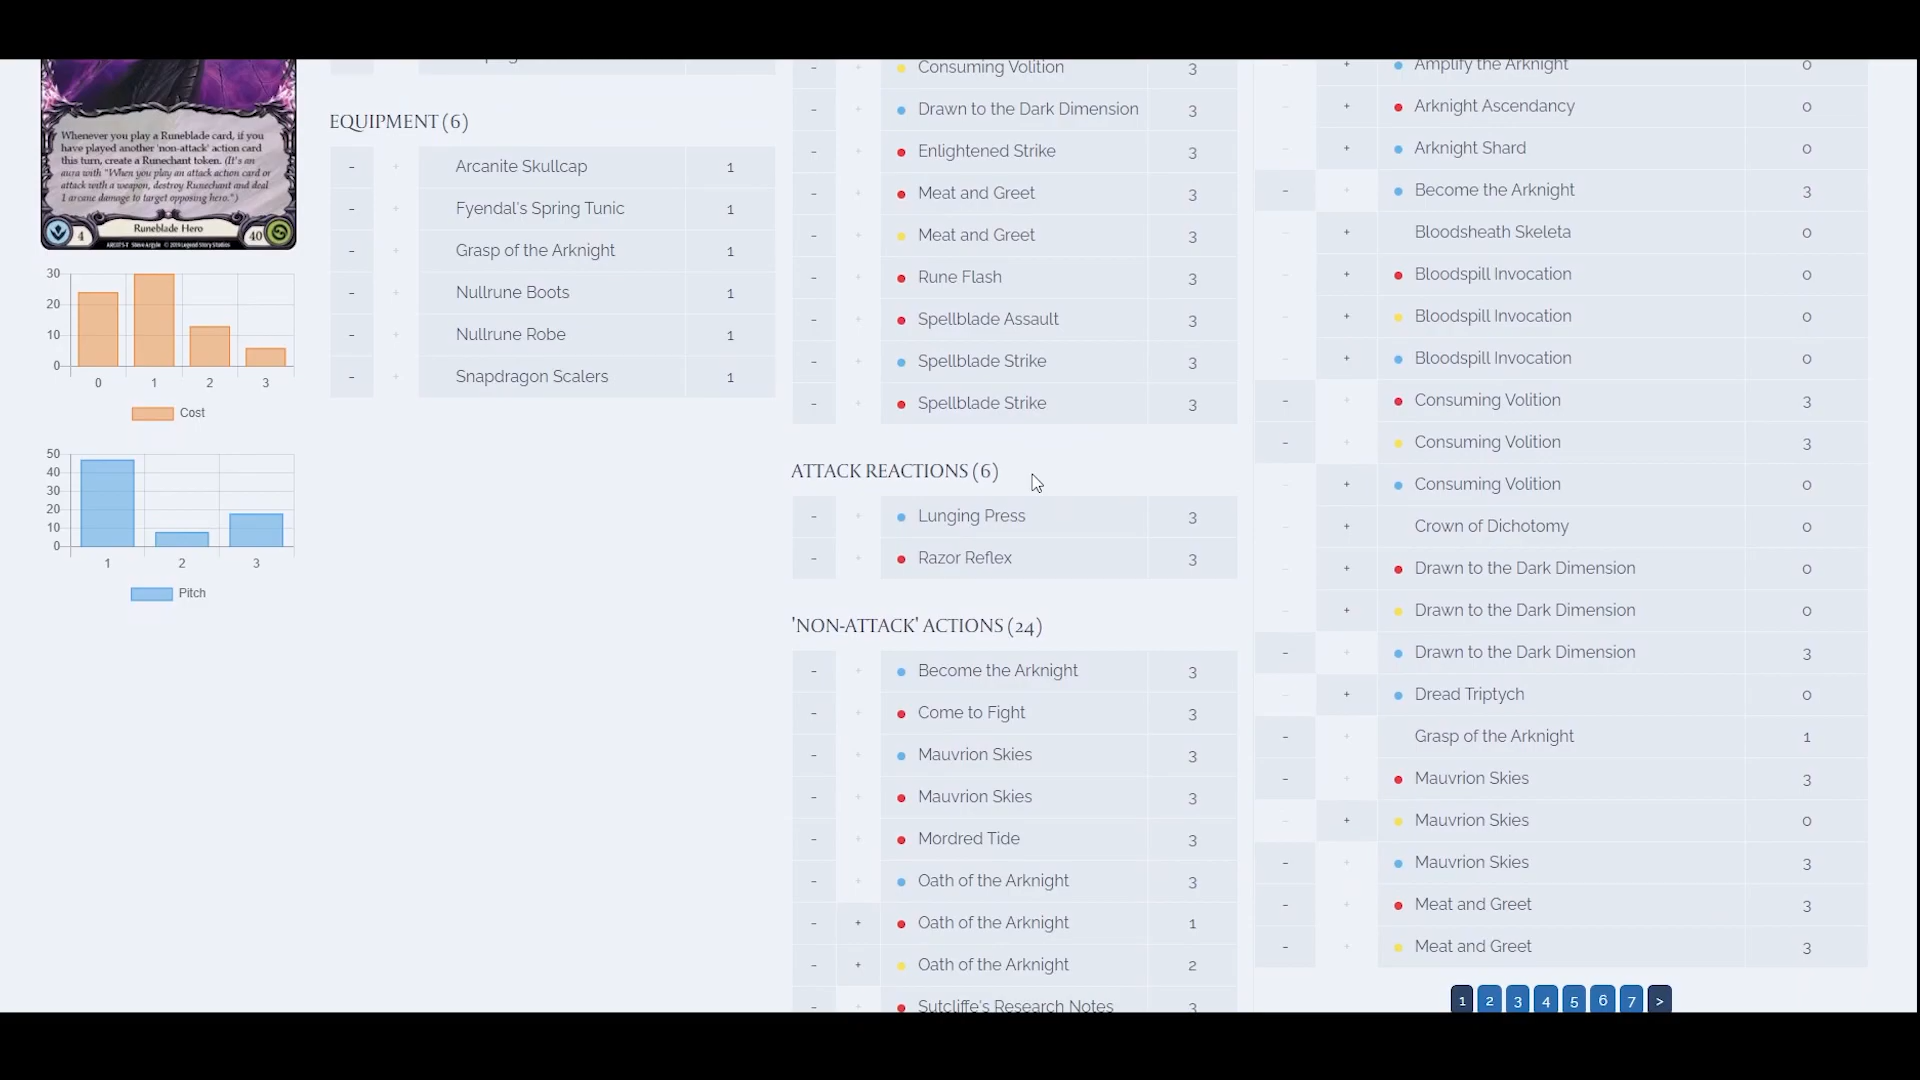 Whenever you play a Runeblade card, if you
have played another 'non-attack' action card
this turn, create a Runechant token. (It's an
aura with "When you play an attack action card or
attack with a weapon, destroy Runechant and deal
1 arcane damage to target opposing hero.")
4 Runeblade Hero 40
30
20
10
0
0 1 2 3
Cost
50
40
30
20
10
0
1 2 3
Pitch
EQUIPMENT (6)
- + Arcanite Skullcap 1
- + Fyendal's Spring Tunic 1
- + Grasp of the Arknight 1
- + Nullrune Boots 1
- + Nullrune Robe 1
- + Snapdragon Scalers 1
- + Consuming Volition 3
- + Drawn to the Dark Dimension 3
- + Enlightened Strike 3
- + Meat and Greet 3
- + Meat and Greet 3
- + Rune Flash 3
- + Spellblade Assault 3
- + Spellblade Strike 3
- + Spellblade Strike 3
ATTACK REACTIONS (6)
- + Lunging Press 3
- + Razor Reflex 3
'NON-ATTACK' ACTIONS (24)
- + Become the Arknight 3
- + Come to Fight 3
- + Mauvrion Skies 3
- + Mauvrion Skies 3
- + Mordred Tide 3
- + Oath of the Arknight 3
- + Oath of the Arknight 1
- + Oath of the Arknight 2
- + Sutcliffe's Research Notes 3
- + Amplify the Arknight 0
- + Arknight Ascendancy 0
- + Arknight Shard 0
- + Become the Arknight 3
- + Bloodsheath Skeleta 0
- + Bloodspill Invocation 0
- + Bloodspill Invocation 0
- + Bloodspill Invocation 0
- + Consuming Volition 3
- + Consuming Volition 3
- + Consuming Volition 0
- + Crown of Dichotomy 0
- + Drawn to the Dark Dimension 0
- + Drawn to the Dark Dimension 0
- + Drawn to the Dark Dimension 3
- + Dread Triptych 0
- + Grasp of the Arknight 1
- + Mauvrion Skies 3
- + Mauvrion Skies 0
- + Mauvrion Skies 3
- + Meat and Greet 3
- + Meat and Greet 3
1 2 3 4 5 6 7 >